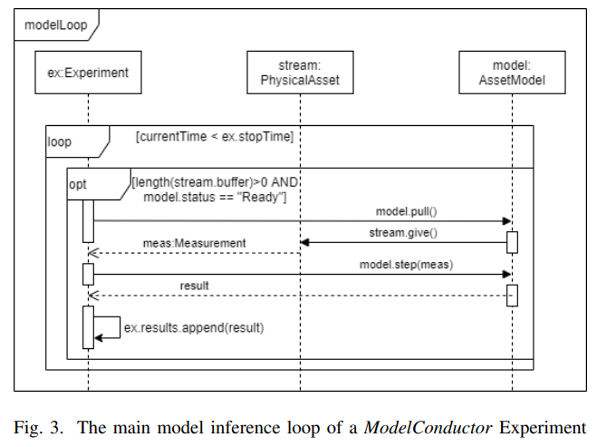 modelLoop
ex:Experiment
stream:
PhysicalAsset
model:
AssetModel
loop
[currentTime < ex.stopTime]
opt
[length(stream.buffer)>0 AND
model.status == "Ready"]
model.pull()
stream.give()
meas:Measurement
model.step(meas)
result
ex.results.append(result)
Fig. 3. The main model inference loop of a ModelConductor Experiment